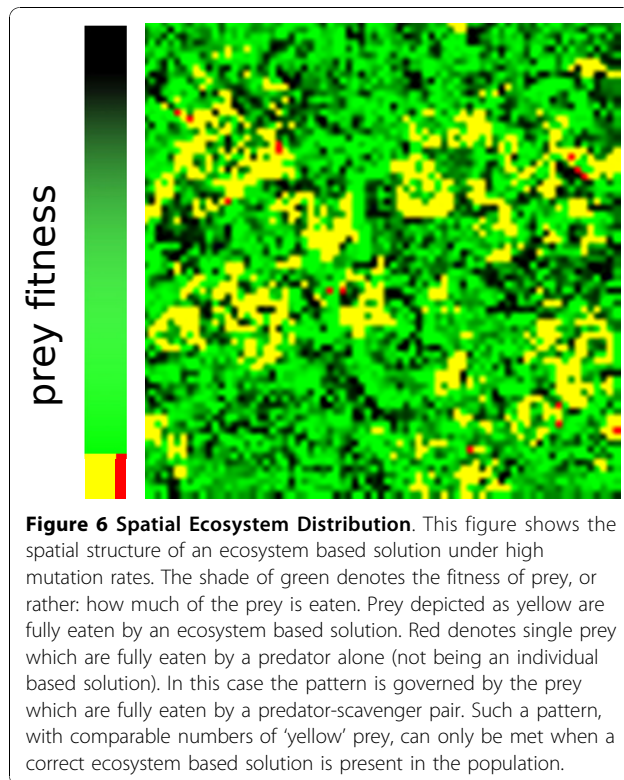 prey fitness
Figure 6 Spatial Ecosystem Distribution. This figure shows the
spatial structure of an ecosystem based solution under high
mutation rates. The shade of green denotes the fitness of prey, or
rather: how much of the prey is eaten. Prey depicted as yellow are
fully eaten by an ecosystem based solution. Red denotes single prey
which are fully eaten by a predator alone (not being an individual
based solution). In this case the pattern is governed by the prey
which are fully eaten by a predator-scavenger pair. Such a pattern,
with comparable numbers of ‘yellow’ prey, can only be met when a
correct ecosystem based solution is present in the population.